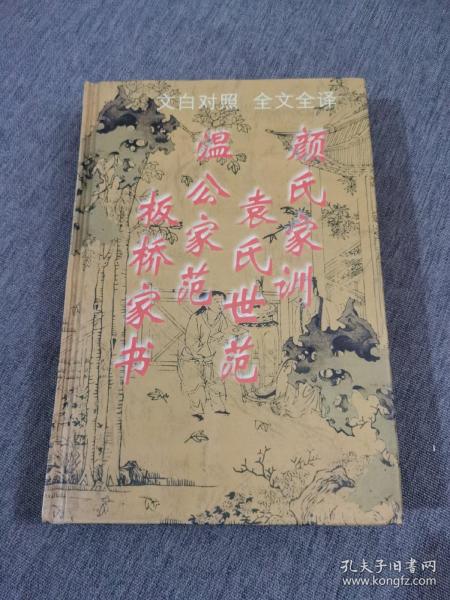 文白对照 全文全译
颜氏家训
袁氏世范
温公家范
板桥家书
孔夫子旧书网
www.kongfz.com